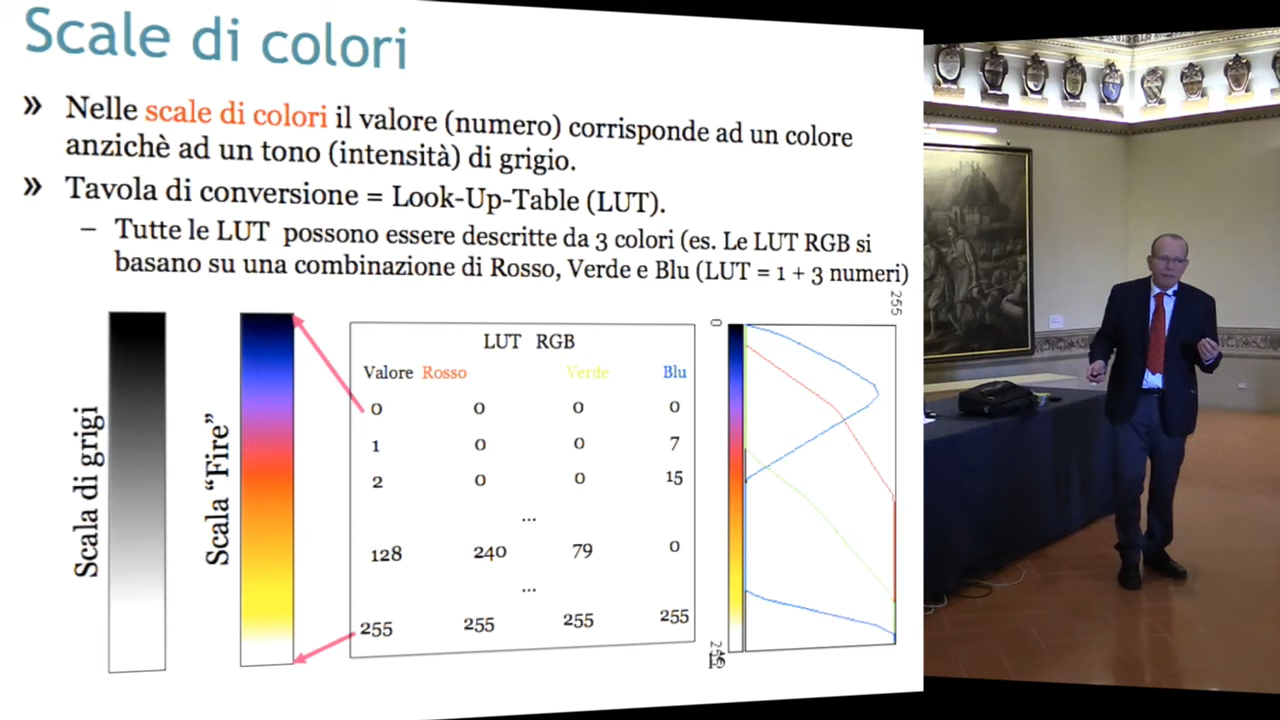 Scale di colori
» Nelle scale di colori il valore (numero) corrisponde ad un colore
anzichè ad un tono (intensità) di grigio.
» Tavola di conversione = Look-Up-Table (LUT).
– Tutte le LUT possono essere descritte da 3 colori (es. Le LUT RGB si
basano su una combinazione di Rosso, Verde e Blu (LUT = 1 + 3 numeri)
Scala di grigi
Scala “Fire”
LUT RGB
Valore Rosso Verde Blu
0 0 0 0
1 0 0 7
2 0 0 15
...
128 240 79 0
...
255 255 255 255
0
255